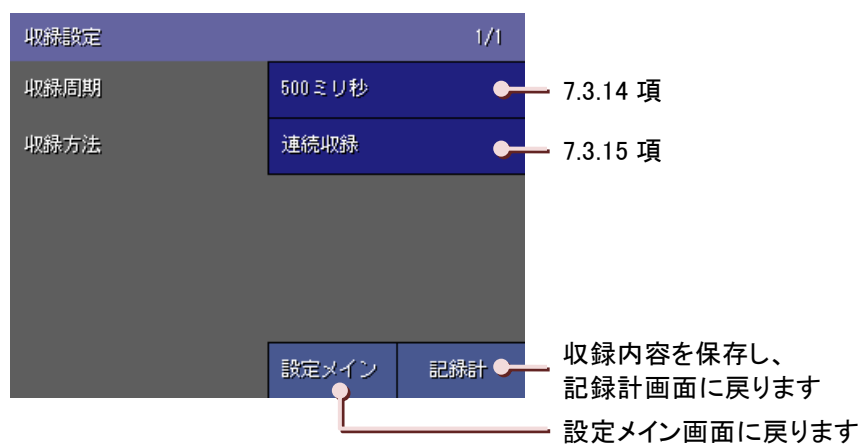 収録設定 1/1
収録周期 500ミリ秒 7.3.14 項
収録方法 連続収録 7.3.15 項
設定メイン 記録計
収録内容を保存し、
記録計画面に戻ります
設定メイン画面に戻ります